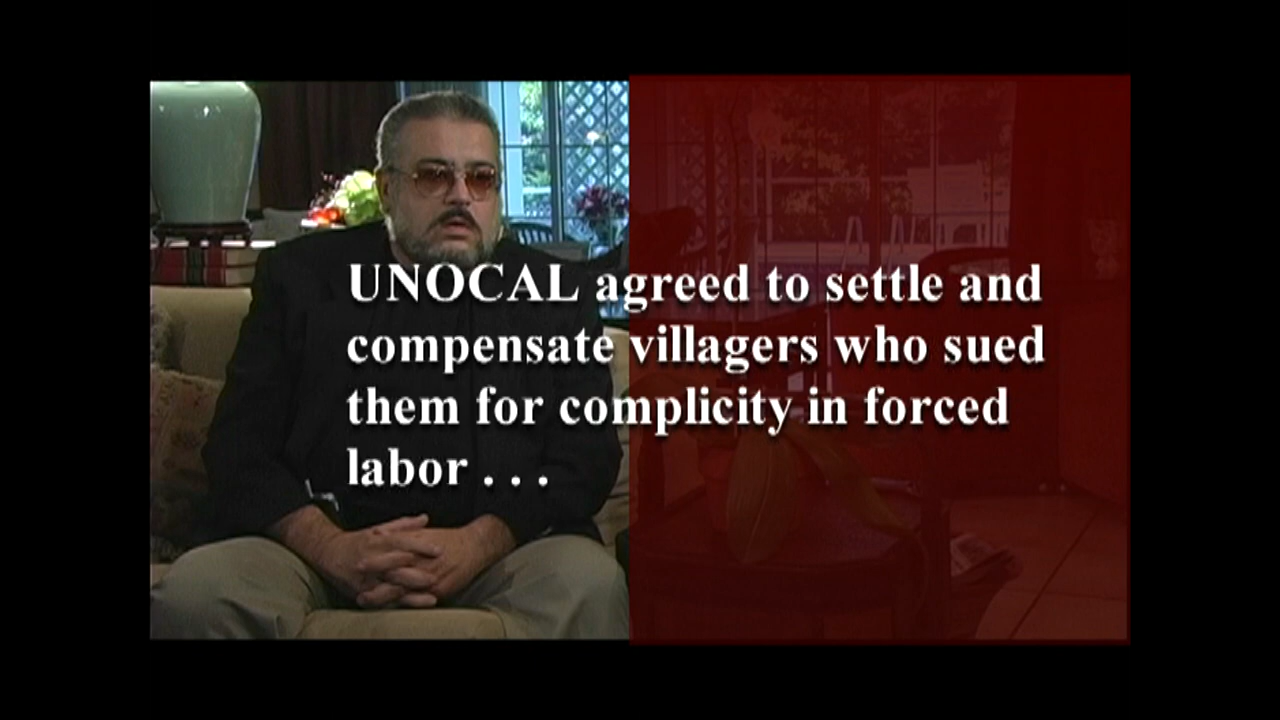 UNOCAL agreed to settle and
compensate villagers who sued
them for complicity in forced
labor . . .